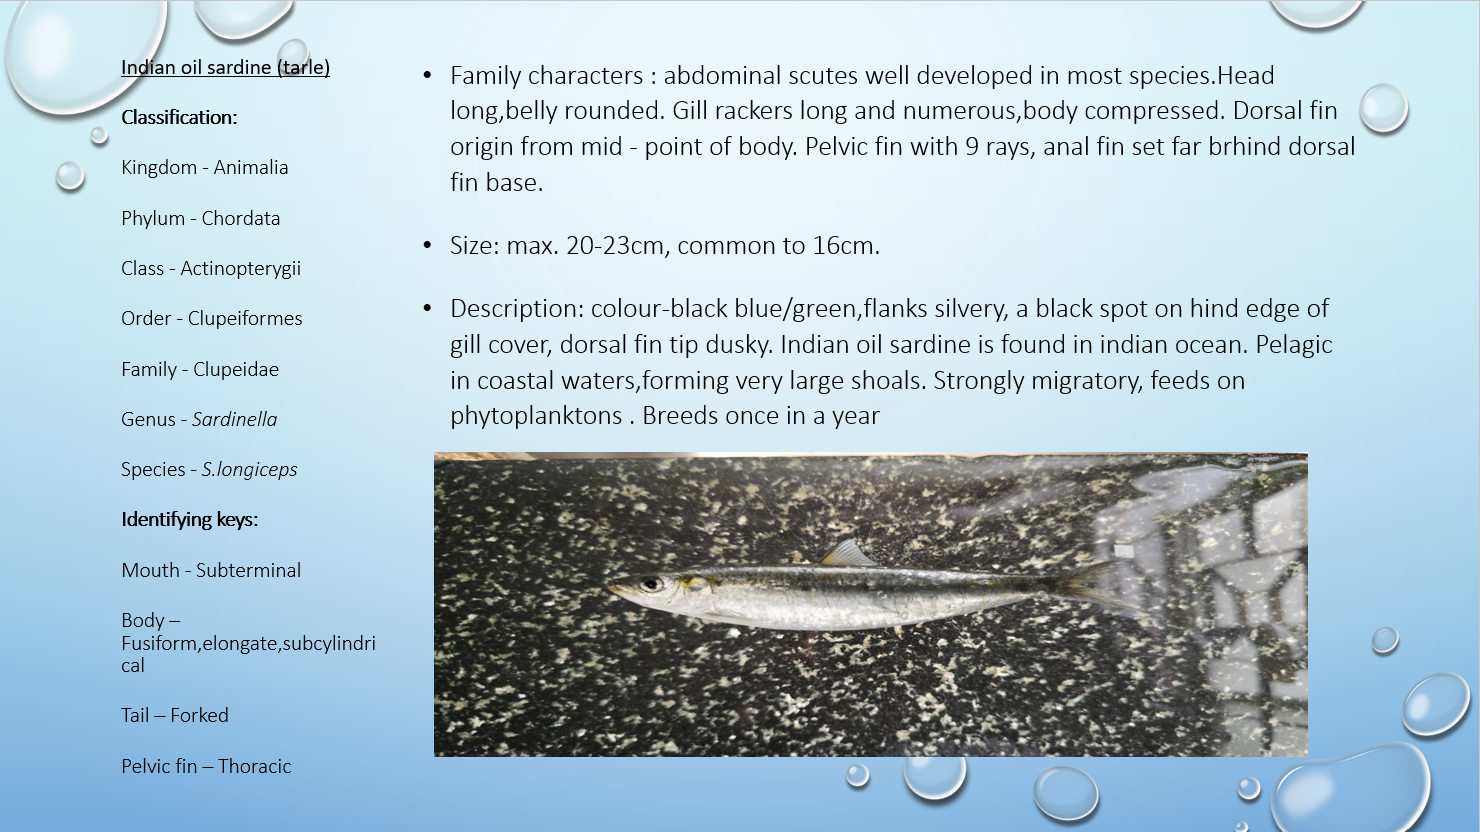 Indian oil sardine (tarle)
Classification:
Kingdom - Animalia
Phylum - Chordata
Class - Actinopterygii
Order - Clupeiformes
Family - Clupeidae
Genus - Sardinella
Species - S.longiceps
Identifying keys:
Mouth - Subterminal
Body –
Fusiform,elongate,subcylindri
cal
Tail – Forked
Pelvic fin – Thoracic
• Family characters : abdominal scutes well developed in most species.Head
long,belly rounded. Gill rackers long and numerous,body compressed. Dorsal fin
origin from mid - point of body. Pelvic fin with 9 rays, anal fin set far brhind dorsal
fin base.
• Size: max. 20-23cm, common to 16cm.
• Description: colour-black blue/green,flanks silvery, a black spot on hind edge of
gill cover, dorsal fin tip dusky. Indian oil sardine is found in indian ocean. Pelagic
in coastal waters,forming very large shoals. Strongly migratory, feeds on
phytoplanktons . Breeds once in a year